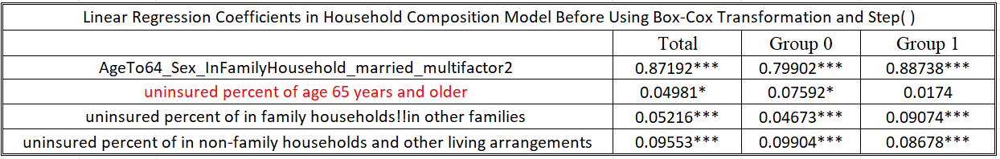 Linear Regression Coefficients in Household Composition Model Before Using Box-Cox Transformation and Step( )
Total Group 0 Group 1
AgeTo64_Sex_InFamilyHousehold_married_multifactor2 0.87192*** 0.79902*** 0.88738***
uninsured percent of age 65 years and older 0.04981* 0.07592* 0.0174
uninsured percent of in family households!!in other families 0.05216*** 0.04673*** 0.09074***
uninsured percent of in non-family households and other living arrangements 0.09553*** 0.09904*** 0.08678***